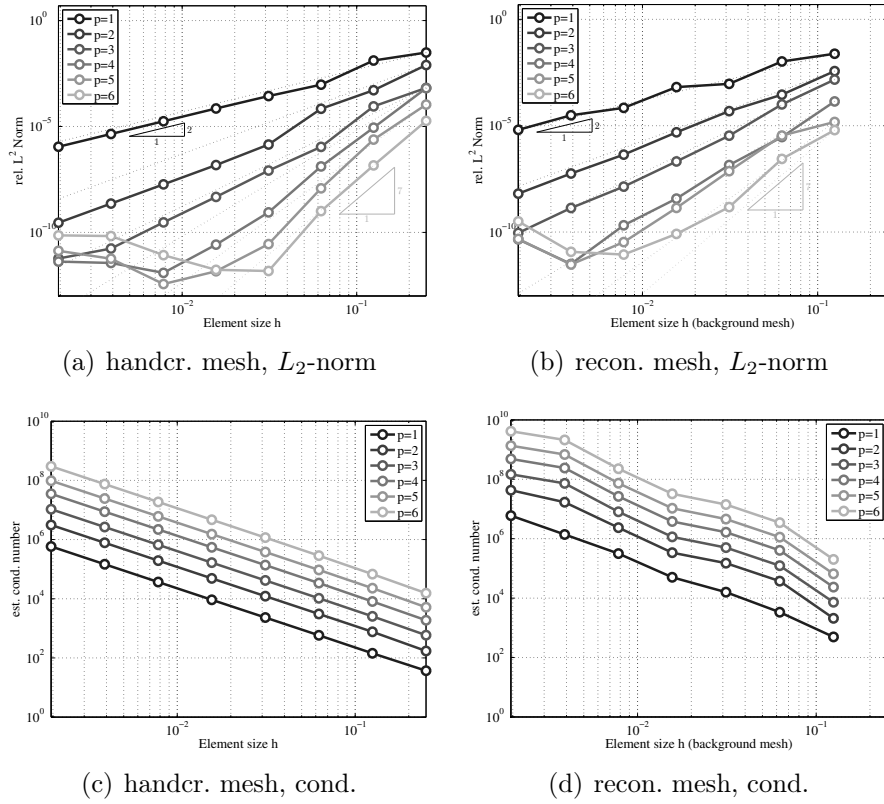 10^0
10^-5
10^-10
rel. L^2 Norm
p=1
p=2
p=3
p=4
p=5
p=6
1
2
1
7
10^-2
10^-1
Element size h
(a) handcr. mesh, L_2-norm
10^0
10^-5
10^-10
rel. L^2 Norm
p=1
p=2
p=3
p=4
p=5
p=6
1
2
1
7
10^-2
10^-1
Element size h (background mesh)
(b) recon. mesh, L_2-norm
10^10
10^8
10^6
10^4
10^2
10^0
est. cond. number
p=1
p=2
p=3
p=4
p=5
p=6
10^-2
10^-1
Element size h
(c) handcr. mesh, cond.
10^10
10^8
10^6
10^4
10^2
10^0
est. cond. number
p=1
p=2
p=3
p=4
p=5
p=6
10^-2
10^-1
Element size h (background mesh)
(d) recon. mesh, cond.